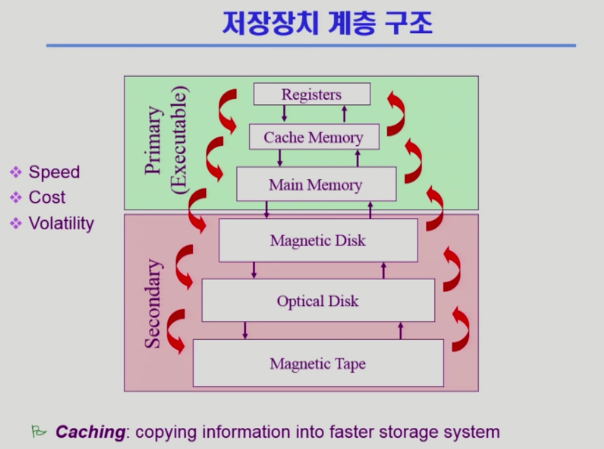 저장장치 계층 구조
Registers
Cache Memory
Main Memory
Primary
(Executable)
Speed
Cost
Volatility
Magnetic Disk
Optical Disk
Magnetic Tape
Secondary
Caching: copying information into faster storage system